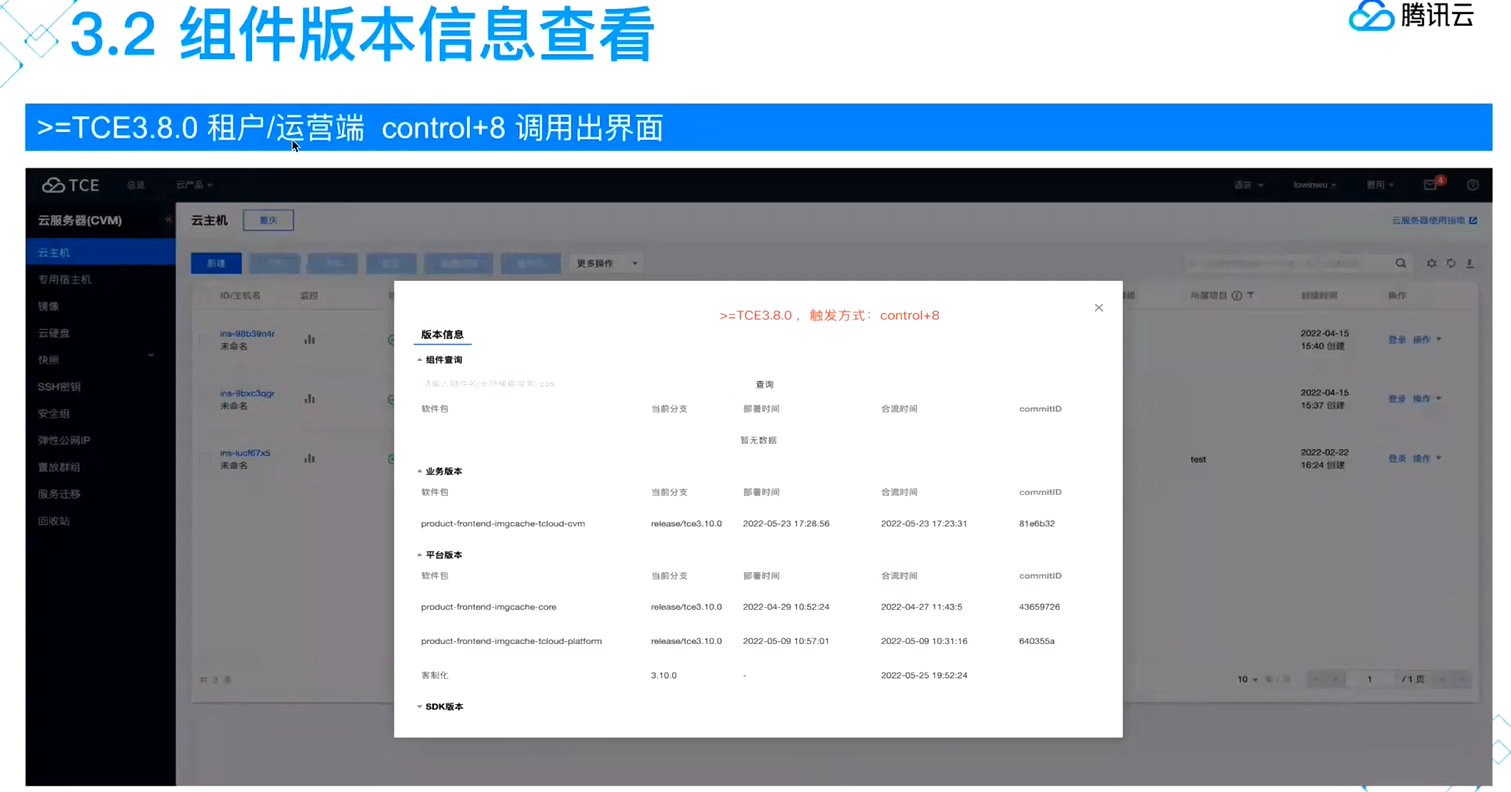 3.2 组件版本信息查看
腾讯云
>=TCE3.8.0 租户/运营端 control+8 调用出界面
TCE 总览 云产品 语言 lowinwu 费用 4
云服务器(CVM) 云主机 重庆 云服务器使用指南
云主机
专用宿主机
镜像
云硬盘
快照
SSH密钥
安全组
弹性公网IP
置放群组
服务迁移
回收站
新建 更多操作
ID/主机名 监控 所属项目 创建时间 操作
ins-98b39n4r 2022-04-15
未命名 15:40 创建 登录 操作
ins-9bxc3qgr 2022-04-15
未命名 15:37 创建 登录 操作
ins-lucf67x5 2022-02-22
未命名 test 16:24 创建 登录 操作
共 3 条 10 1 / 1 页
>=TCE3.8.0 ，触发方式：control+8
版本信息
组件查询
查询
软件包 当前分支 部署时间 合流时间 commitID
暂无数据
业务版本
软件包 当前分支 部署时间 合流时间 commitID
product-frontend-imgcache-tcloud-cvm release/tce3.10.0 2022-05-23 17:28:56 2022-05-23 17:23:31 81e6b32
平台版本
软件包 当前分支 部署时间 合流时间 commitID
product-frontend-imgcache-core release/tce3.10.0 2022-04-29 10:52:24 2022-04-27 11:43:5 43659726
product-frontend-imgcache-tcloud-platform release/tce3.10.0 2022-05-09 10:57:01 2022-05-09 10:31:16 640355a
客制化 3.10.0 - 2022-05-25 19:52:24
SDK版本